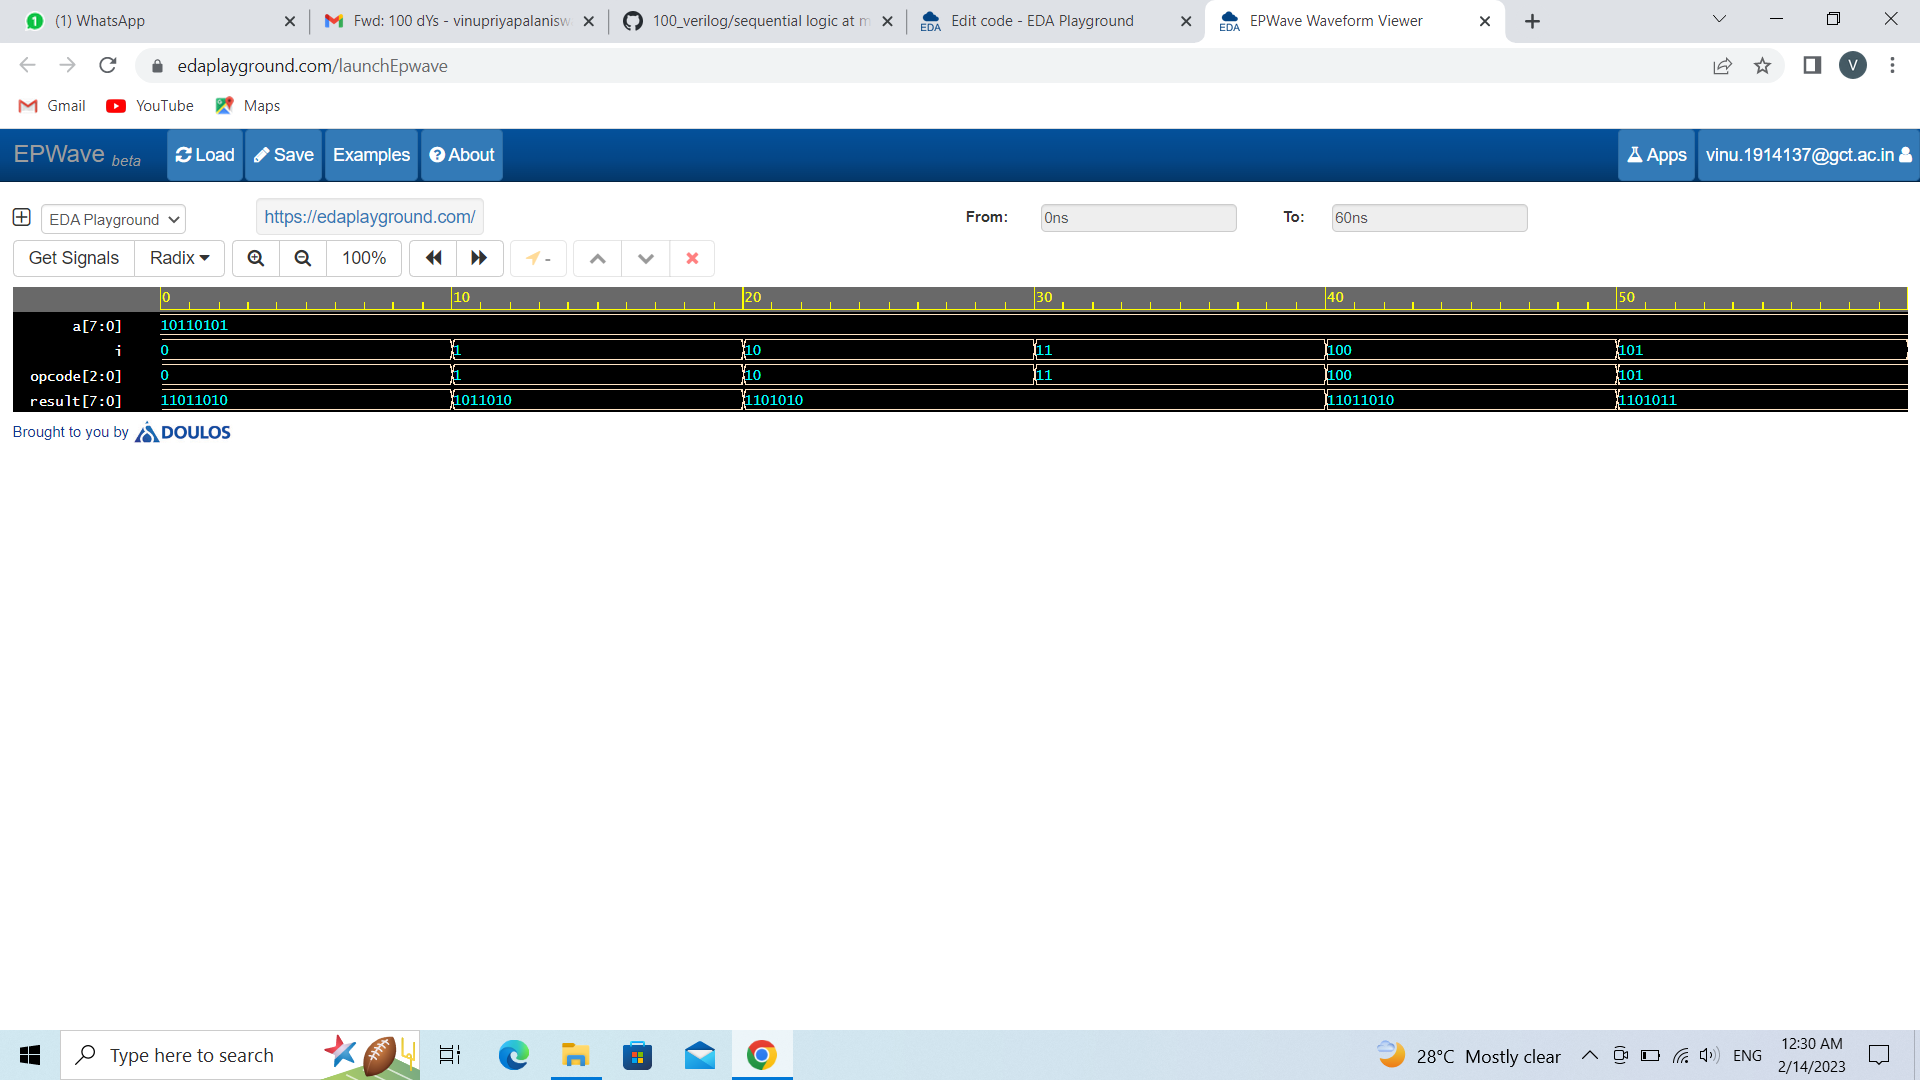 (1) WhatsApp
Fwd: 100 dYs - vinupriyapalanisw
100_verilog/sequential logic at m
Edit code - EDA Playground
EPWave Waveform Viewer
edaplayground.com/launchEpwave
V
Gmail YouTube Maps
EPWave beta Load Save Examples About Apps vinu.1914137@gct.ac.in
EDA Playground https://edaplayground.com/ From: 0ns To: 60ns
Get Signals Radix 100% -
0 10 20 30 40 50
a[7:0] 10110101
i 0 1 10 11 100 101
opcode[2:0] 0 1 10 11 100 101
result[7:0] 11011010 1011010 1101010 11011010 1101011
Brought to you by DOULOS
Type here to search
28°C Mostly clear
ENG
12:30 AM
2/14/2023